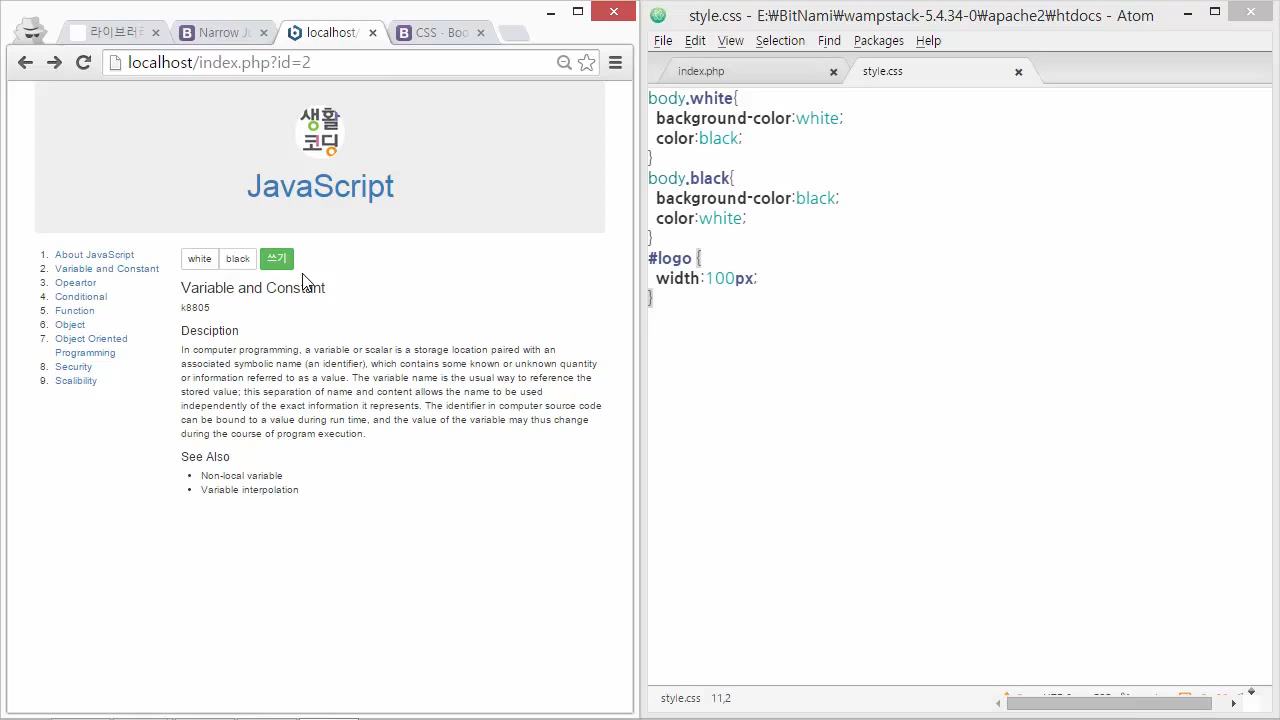 라이브러리
Narrow Ju
localhost/
CSS - Boo
localhost/index.php?id=2
생활
코딩
JavaScript
1. About JavaScript
2. Variable and Constant
3. Opeartor
4. Conditional
5. Function
6. Object
7. Object Oriented
Programming
8. Security
9. Scalibility
white
black
쓰기
Variable and Constant
k8805
Desciption
In computer programming, a variable or scalar is a storage location paired with an
associated symbolic name (an identifier), which contains some known or unknown quantity
or information referred to as a value. The variable name is the usual way to reference the
stored value; this separation of name and content allows the name to be used
independently of the exact information it represents. The identifier in computer source code
can be bound to a value during run time, and the value of the variable may thus change
during the course of program execution.
See Also
• Non-local variable
• Variable interpolation
style.css - E:₩BitNami₩wampstack-5.4.34-0₩apache2₩htdocs - Atom
File Edit View Selection Find Packages Help
index.php
style.css
body.white{
background-color:white;
color:black;
}
body.black{
background-color:black;
color:white;
}
#logo {
width:100px;
}
style.css 11,2